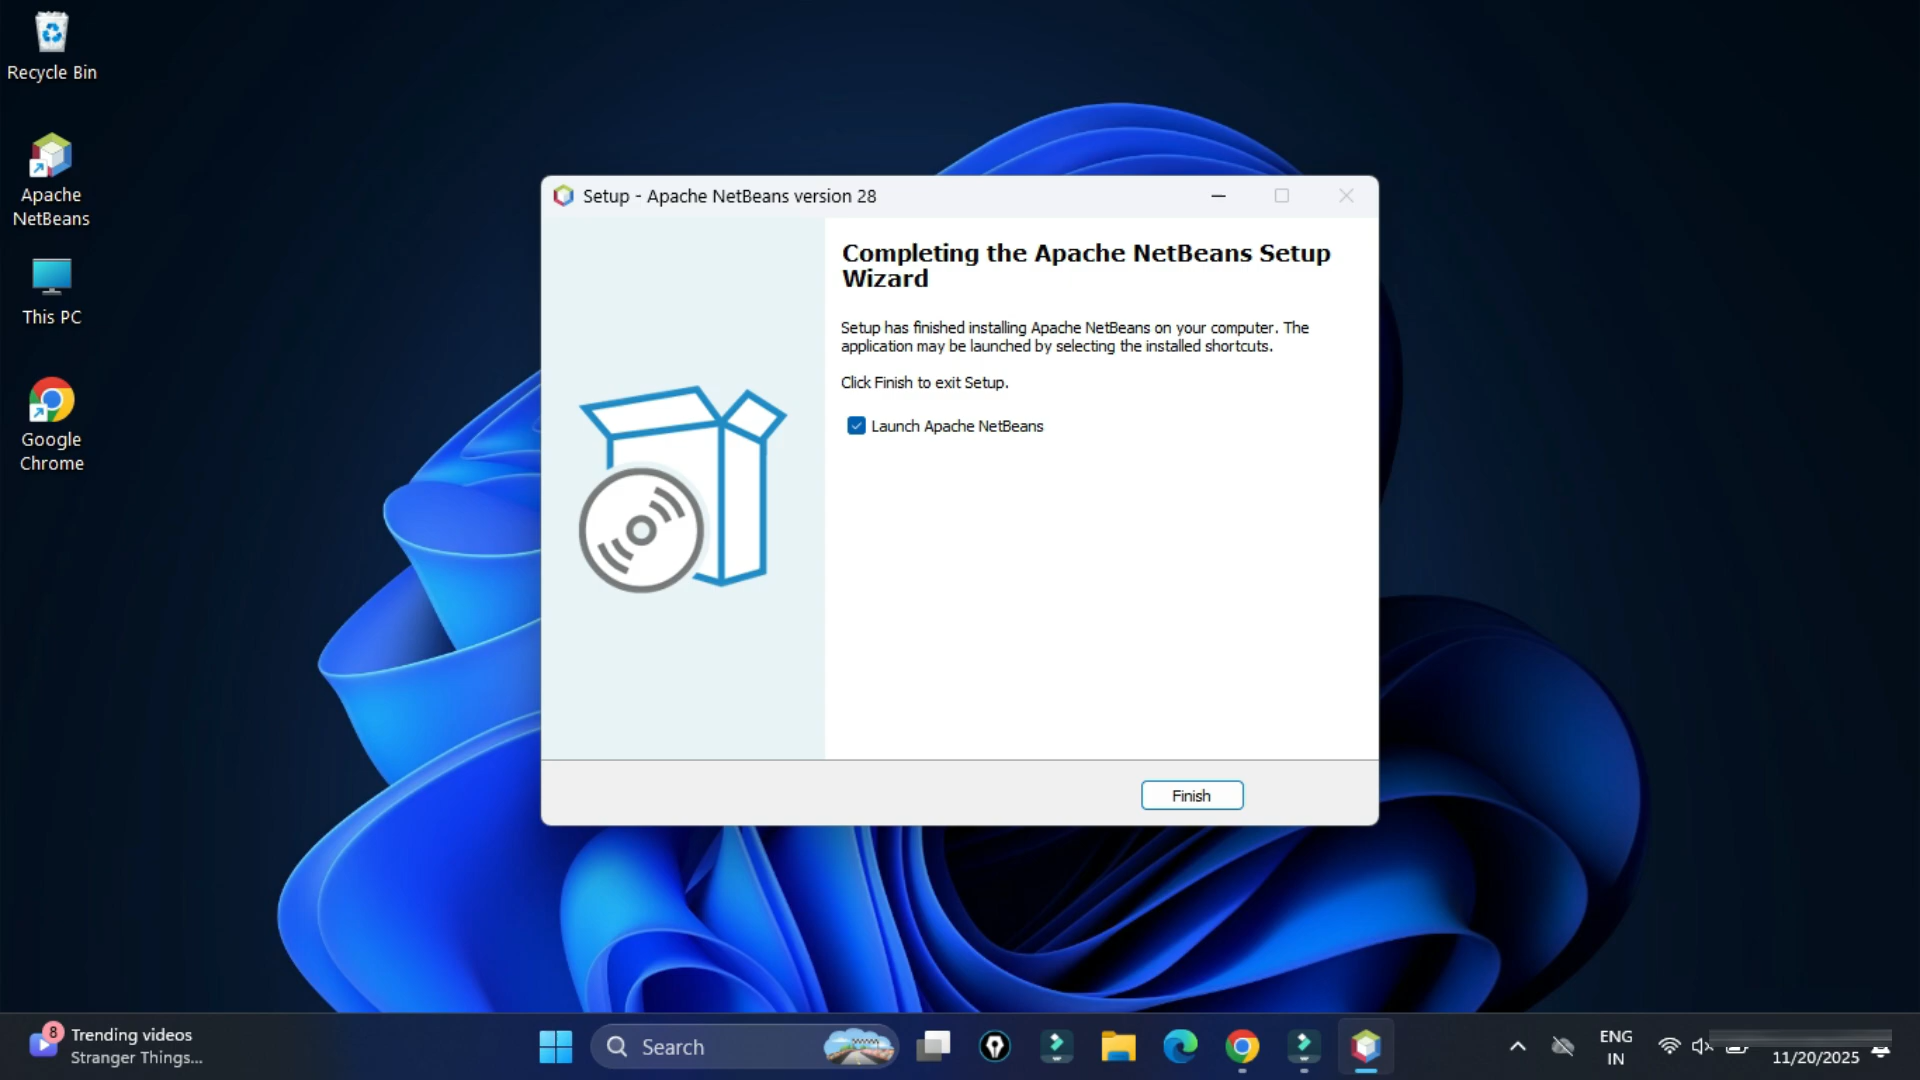 Recycle Bin
Apache
NetBeans
This PC
Google
Chrome
Setup - Apache NetBeans version 28
Completing the Apache NetBeans Setup
Wizard
Setup has finished installing Apache NetBeans on your computer. The
application may be launched by selecting the installed shortcuts.
Click Finish to exit Setup.
Launch Apache NetBeans
Finish
8
Trending videos
Stranger Things...
Search
ENG
IN
11/20/2025